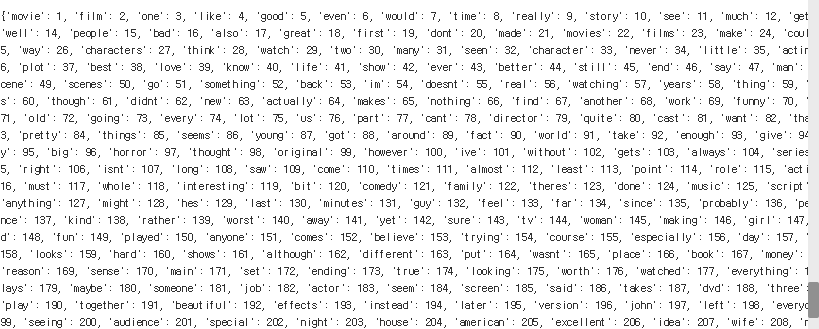 {'movie': 1, 'film': 2, 'one': 3, 'like': 4, 'good': 5, 'even': 6, 'would': 7, 'time': 8, 'really': 9, 'story': 10, 'see': 11, 'much': 12, 'get
'well': 14, 'people': 15, 'bad': 16, 'also': 17, 'great': 18, 'first': 19, 'dont': 20, 'made': 21, 'movies': 22, 'films': 23, 'make': 24, 'coul
5, 'way': 26, 'characters': 27, 'think': 28, 'watch': 29, 'two': 30, 'many': 31, 'seen': 32, 'character': 33, 'never': 34, 'little': 35, 'actin
6, 'plot': 37, 'best': 38, 'love': 39, 'know': 40, 'life': 41, 'show': 42, 'ever': 43, 'better': 44, 'still': 45, 'end': 46, 'say': 47, 'man':
cene': 49, 'scenes': 50, 'go': 51, 'something': 52, 'back': 53, 'im': 54, 'doesnt': 55, 'real': 56, 'watching': 57, 'years': 58, 'thing': 59, '
s': 60, 'though': 61, 'didnt': 62, 'new': 63, 'actually': 64, 'makes': 65, 'nothing': 66, 'find': 67, 'another': 68, 'work': 69, 'funny': 70, '
71, 'old': 72, 'going': 73, 'every': 74, 'lot': 75, 'us': 76, 'part': 77, 'cant': 78, 'director': 79, 'quite': 80, 'cast': 81, 'want': 82, 'tha
3, 'pretty': 84, 'things': 85, 'seems': 86, 'young': 87, 'got': 88, 'around': 89, 'fact': 90, 'world': 91, 'take': 92, 'enough': 93, 'give': 94
y': 95, 'big': 96, 'horror': 97, 'thought': 98, 'original': 99, 'however': 100, 'ive': 101, 'without': 102, 'gets': 103, 'always': 104, 'series
5, 'right': 106, 'isnt': 107, 'long': 108, 'saw': 109, 'come': 110, 'times': 111, 'almost': 112, 'least': 113, 'point': 114, 'role': 115, 'acti
16, 'must': 117, 'whole': 118, 'interesting': 119, 'bit': 120, 'comedy': 121, 'family': 122, 'theres': 123, 'done': 124, 'music': 125, 'script'
'anything': 127, 'might': 128, 'hes': 129, 'last': 130, 'minutes': 131, 'guy': 132, 'feel': 133, 'far': 134, 'since': 135, 'probably': 136, 'pe
nce': 137, 'kind': 138, 'rather': 139, 'worst': 140, 'away': 141, 'yet': 142, 'sure': 143, 'tv': 144, 'woman': 145, 'making': 146, 'girl': 147,
d': 148, 'fun': 149, 'played': 150, 'anyone': 151, 'comes': 152, 'believe': 153, 'trying': 154, 'course': 155, 'especially': 156, 'day': 157, '
158, 'looks': 159, 'hard': 160, 'shows': 161, 'although': 162, 'different': 163, 'put': 164, 'wasnt': 165, 'place': 166, 'book': 167, 'money':
'reason': 169, 'sense': 170, 'main': 171, 'set': 172, 'ending': 173, 'true': 174, 'looking': 175, 'worth': 176, 'watched': 177, 'everything': 1
lays': 179, 'maybe': 180, 'someone': 181, 'job': 182, 'actor': 183, 'seem': 184, 'screen': 185, 'said': 186, 'takes': 187, 'dvd': 188, 'three'
'play': 190, 'together': 191, 'beautiful': 192, 'effects': 193, 'instead': 194, 'later': 195, 'version': 196, 'john': 197, 'left': 198, 'everyo
99, 'seeing': 200, 'audience': 201, 'special': 202, 'night': 203, 'house': 204, 'american': 205, 'excellent': 206, 'idea': 207, 'wife': 208, 'n